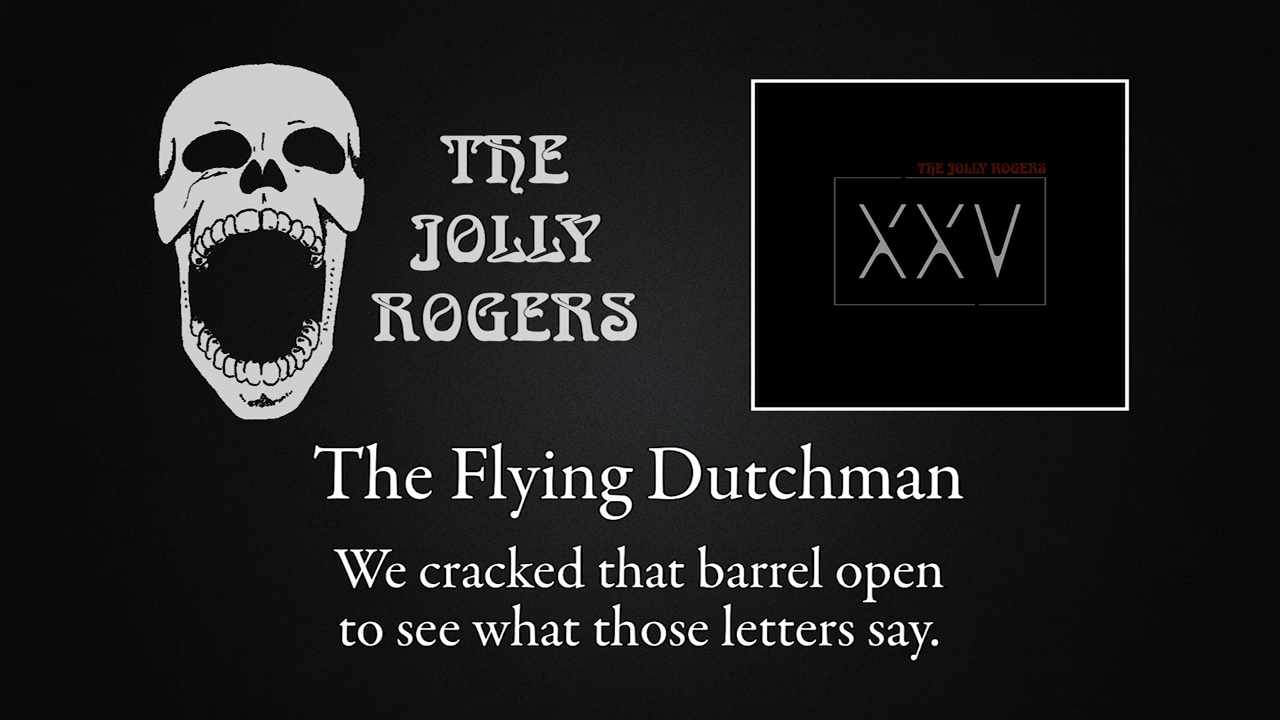 THE
JOLLY
ROGERS
THE JOLLY ROGERS
XXV
The Flying Dutchman
We cracked that barrel open
to see what those letters say.